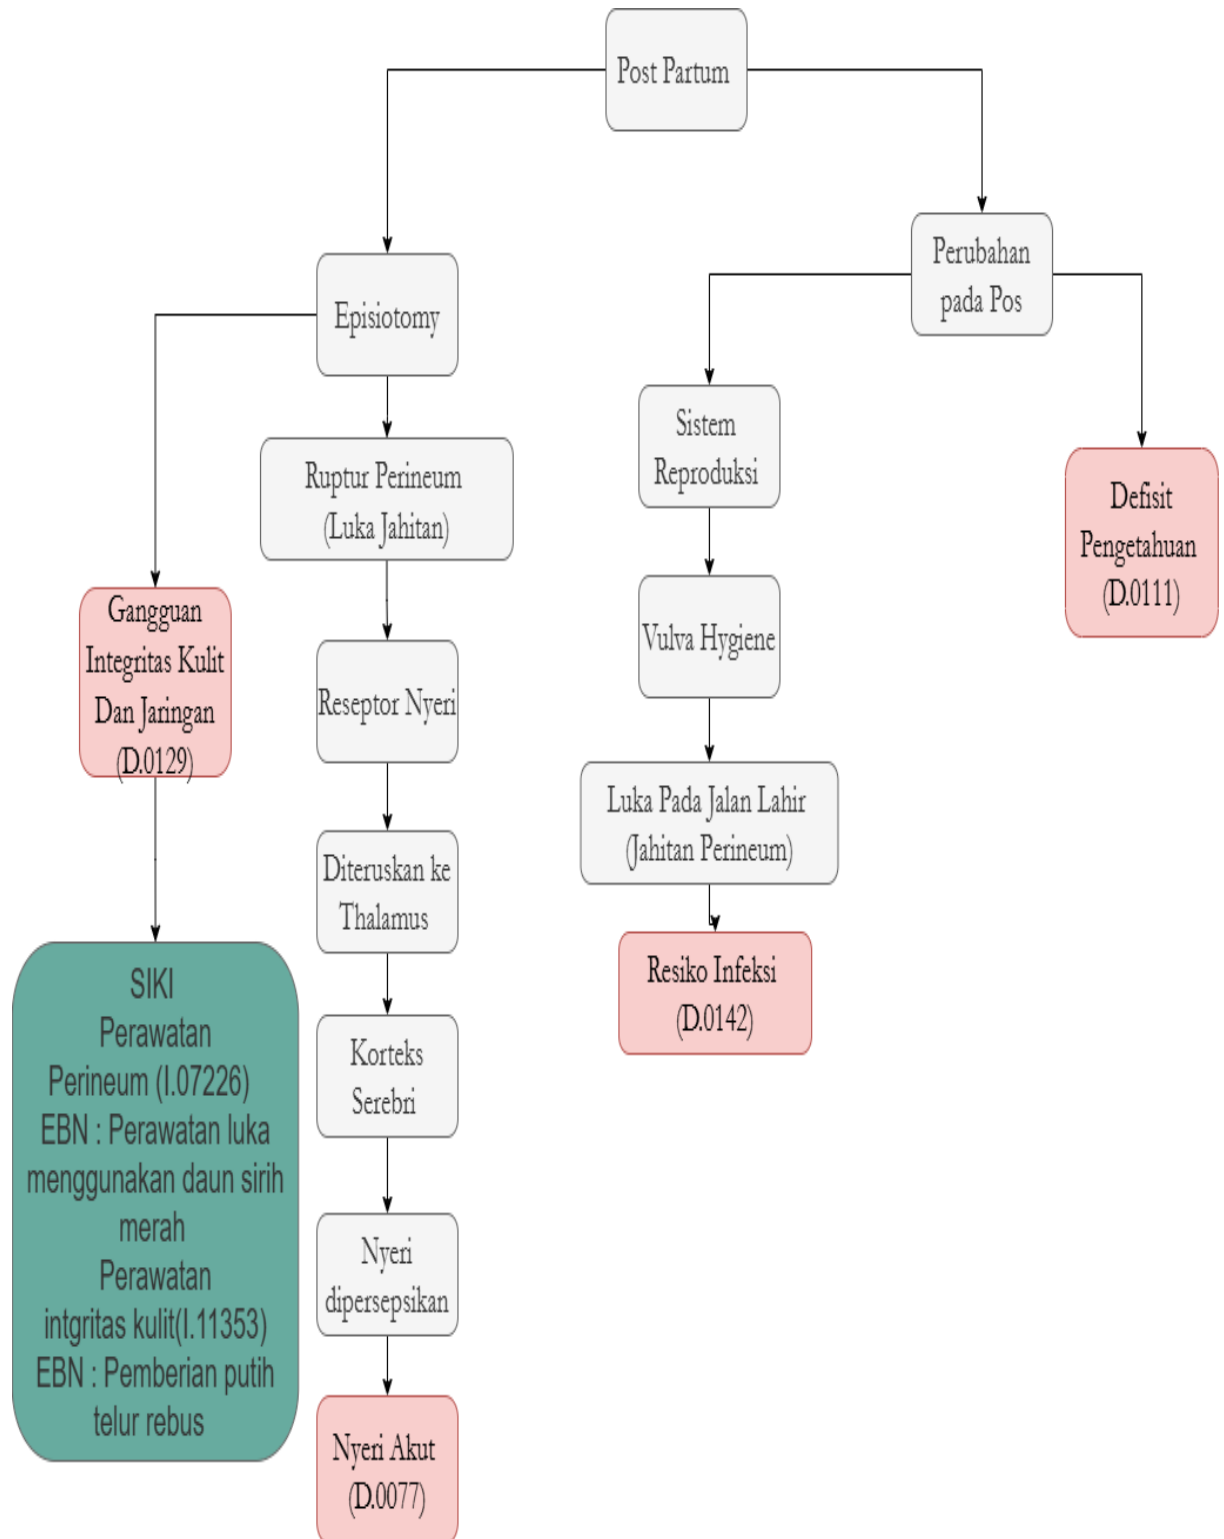 Post Partum
Perubahan
pada Pos
Episiotomy
Sistem
Reproduksi
Ruptur Perineum
(Luka Jahitan)
Defisit
Pengetahuan
(D.0111)
Gangguan
Integritas Kulit
Dan Jaringan
(D.0129)
Vulva Hygiene
Reseptor Nyeri
Luka Pada Jalan Lahir
(Jahitan Perineum)
Diteruskan ke
Thalamus
Resiko Infeksi
(D.0142)
SIKI
Perawatan
Perineum (I.07226)
EBN : Perawatan luka
menggunakan daun sirih
merah
Perawatan
intgritas kulit(I.11353)
EBN : Pemberian putih
telur rebus
Korteks
Serebri
Nyeri
dipersepsikan
Nyeri Akut
(D.0077)